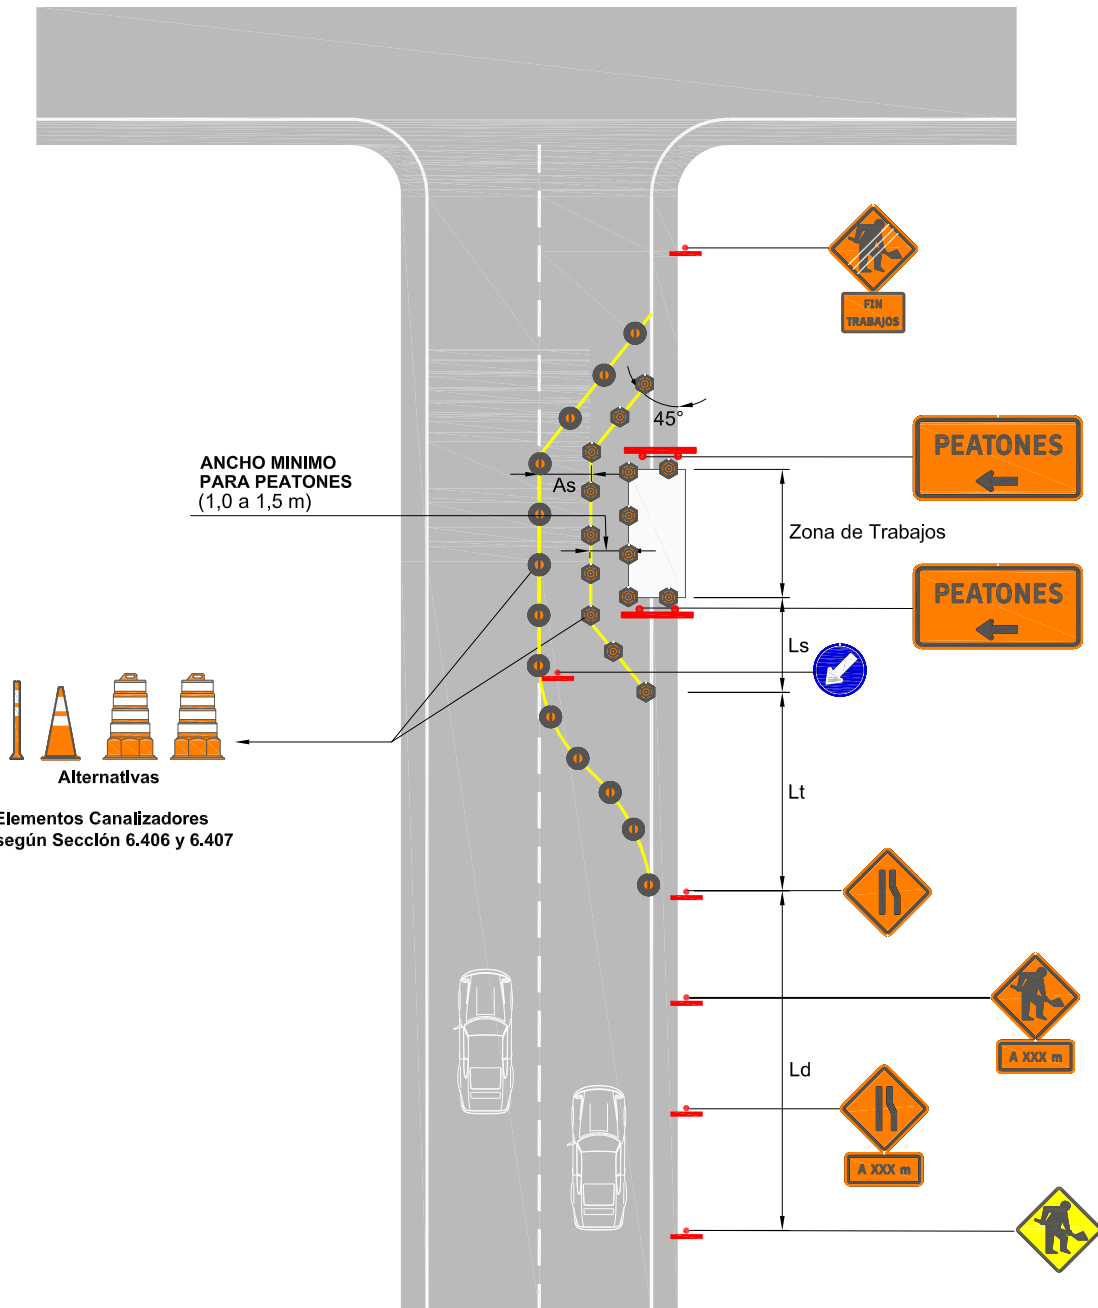 FIN
TRABAJOS
45°
PEATONES
ANCHO MINIMO
PARA PEATONES
(1,0 a 1,5 m)
As
Zona de Trabajos
PEATONES
Ls
Alternativas
Lt
Elementos Canalizadores
según Sección 6.406 y 6.407
A XXX m
Ld
A XXX m